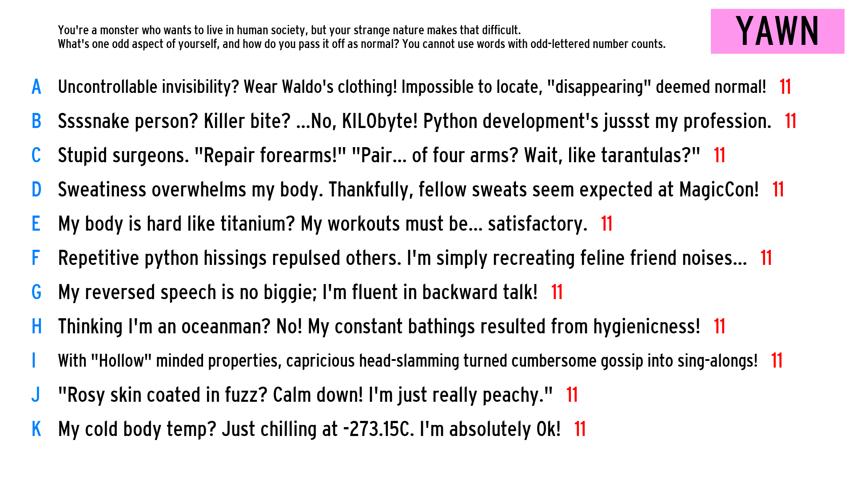 You're a monster who wants to live in human society, but your strange nature makes that difficult.
What's one odd aspect of yourself, and how do you pass it off as normal? You cannot use words with odd-lettered number counts.
YAWN
A Uncontrollable invisibility? Wear Waldo's clothing! Impossible to locate, "disappearing" deemed normal! 11
B Sssssnake person? Killer bite? ...No, KILObyte! Python development's jussst my profession. 11
C Stupid surgeons. "Repair forearms!" "Pair... of four arms? Wait, like tarantulas?" 11
D Sweatiness overwhelms my body. Thankfully, fellow sweats seem expected at MagicCon! 11
E My body is hard like titanium? My workouts must be... satisfactory. 11
F Repetitive python hissings repulsed others. I'm simply recreating feline friend noises... 11
G My reversed speech is no biggie; I'm fluent in backward talk! 11
H Thinking I'm an oceanman? No! My constant bathings resulted from hygienicness! 11
I With "Hollow" minded properties, capricious head-slamming turned cumbersome gossip into sing-alongs! 11
J "Rosy skin coated in fuzz? Calm down! I'm just really peachy." 11
K My cold body temp? Just chilling at -273.15C. I'm absolutely 0k! 11